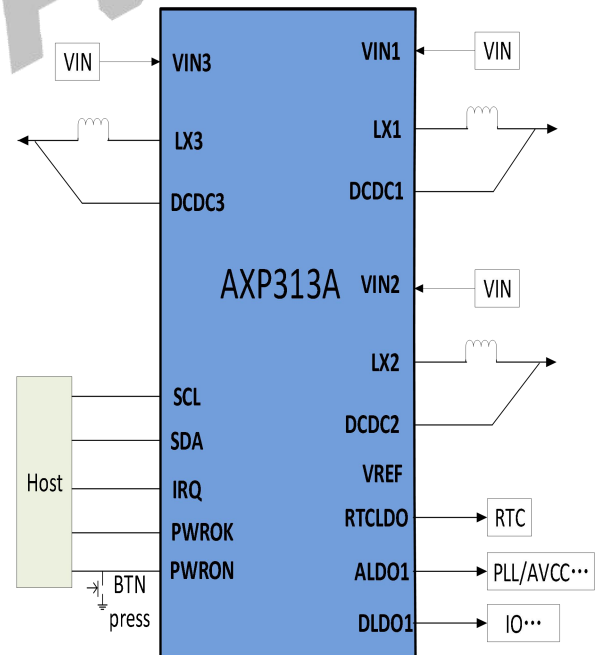 VIN
VIN3
VIN1
VIN
LX3
LX1
DCDC3
DCDC1
AXP313A
VIN2
VIN
LX2
SCL
DCDC2
SDA
VREF
Host
IRQ
RTCLDO
RTC
PWROK
PWRON
ALDO1
PLL/AVCC⋯
BTN
press
DLDO1
IO⋯